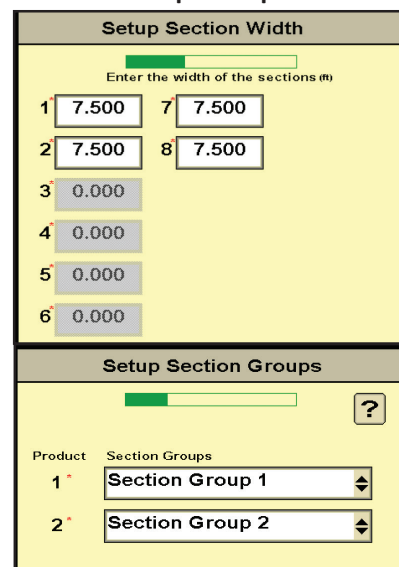 Setup Section Width
Enter the width of the sections (ft)
1* 7.500 7* 7.500
2* 7.500 8* 7.500
3* 0.000
4* 0.000
5* 0.000
6* 0.000
Setup Section Groups
?
Product Section Groups
1* Section Group 1
2* Section Group 2